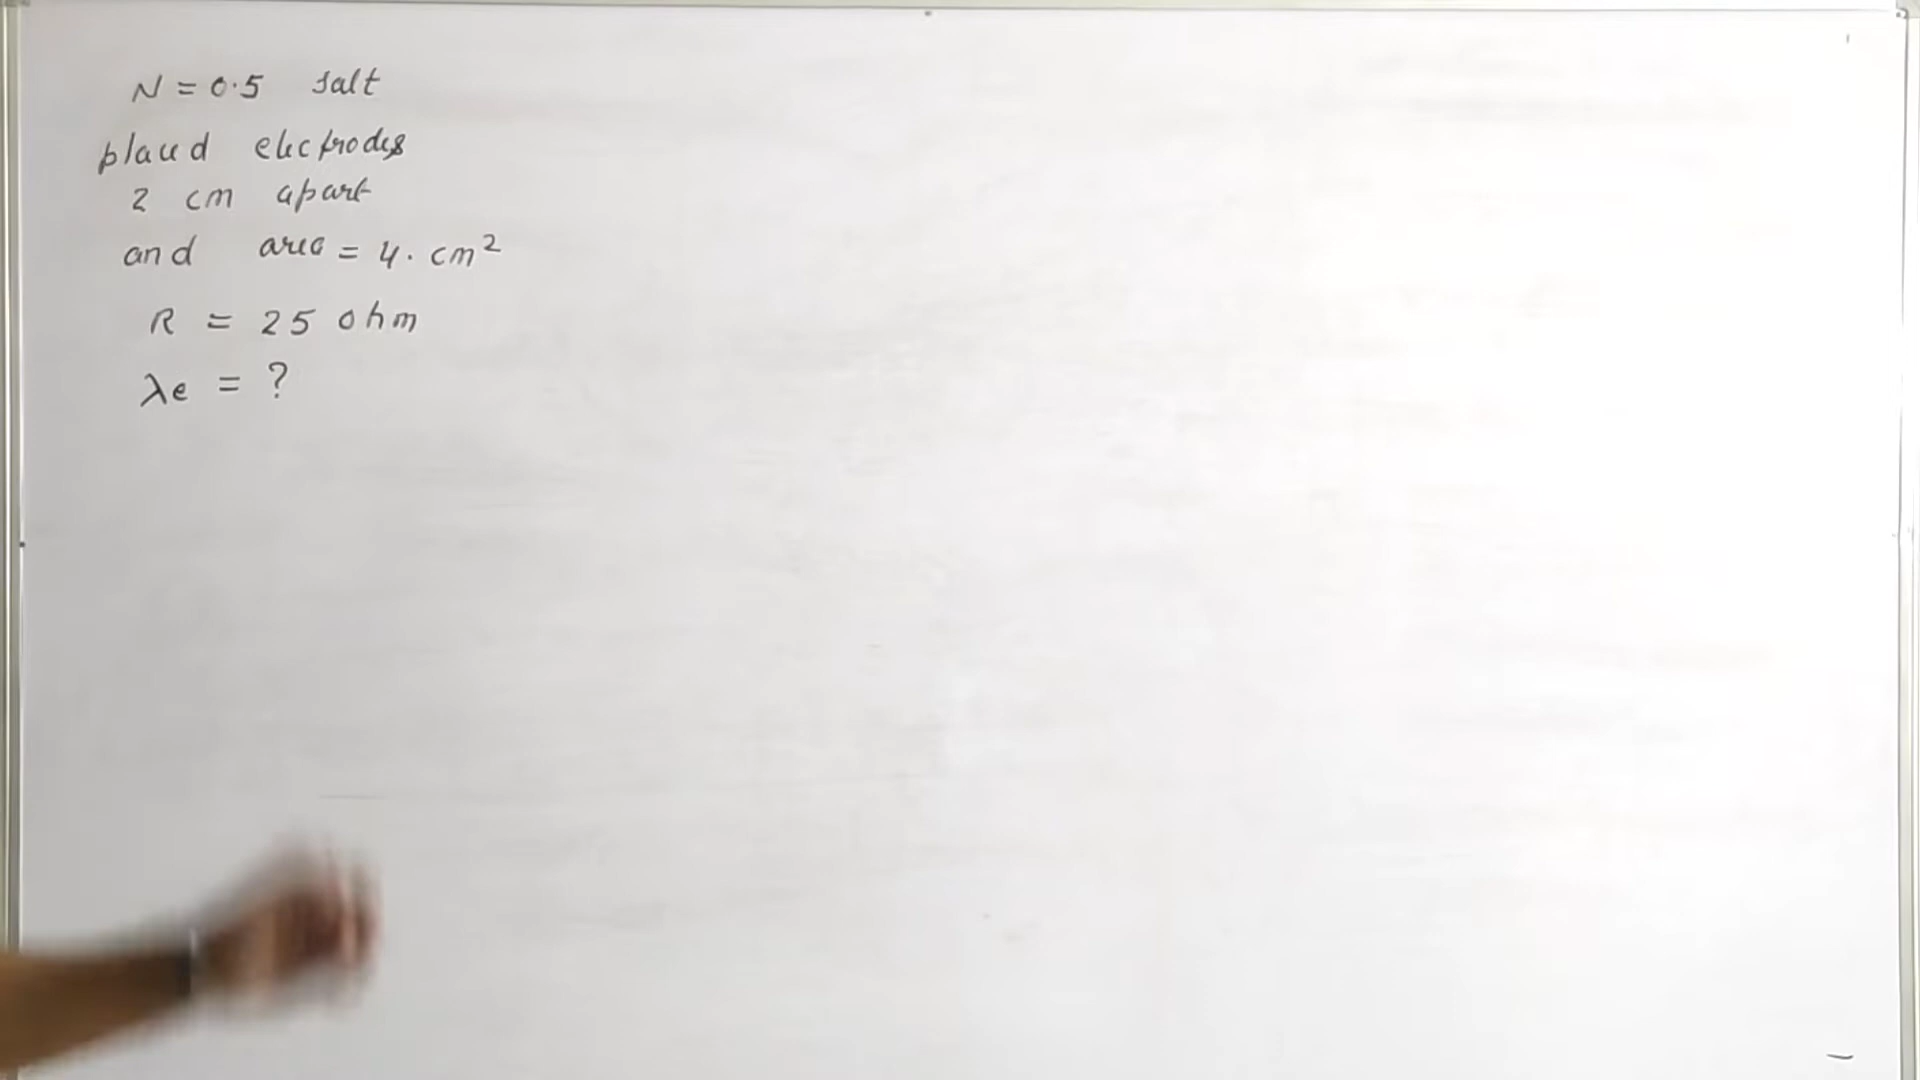 N = 0.5 salt
placed electrodes
2 cm apart
and area = 4. cm²
R = 25 ohm
λe = ?